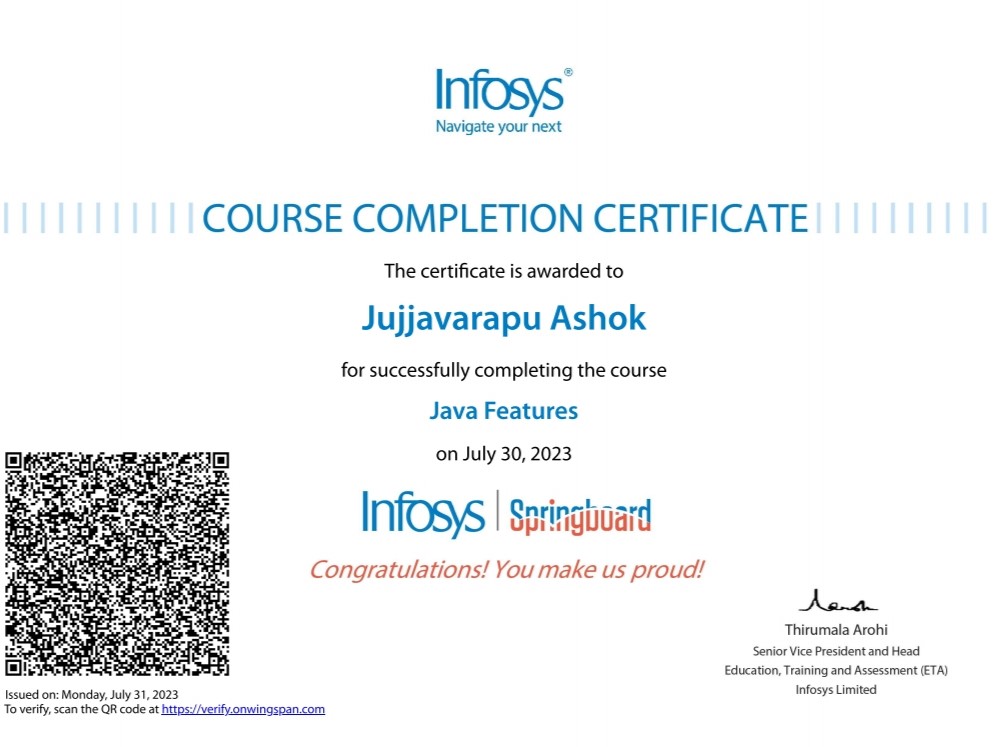 Infosys®
Navigate your next
COURSE COMPLETION CERTIFICATE
The certificate is awarded to
Jujjavarapu Ashok
for successfully completing the course
Java Features
on July 30, 2023
Infosys | Springboard
Congratulations! You make us proud!
Thirumala Arohi
Senior Vice President and Head
Education, Training and Assessment (ETA)
Infosys Limited
Issued on: Monday, July 31, 2023
To verify, scan the QR code at https://verify.onwingspan.com